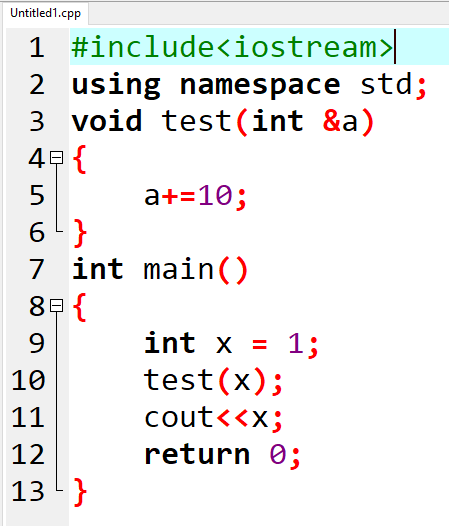 Untitled1.cpp
1 #include<iostream>
2 using namespace std;
3 void test(int &a)
4 {
5 a+=10;
6 }
7 int main()
8 {
9 int x = 1;
10 test(x);
11 cout<<x;
12 return 0;
13 }